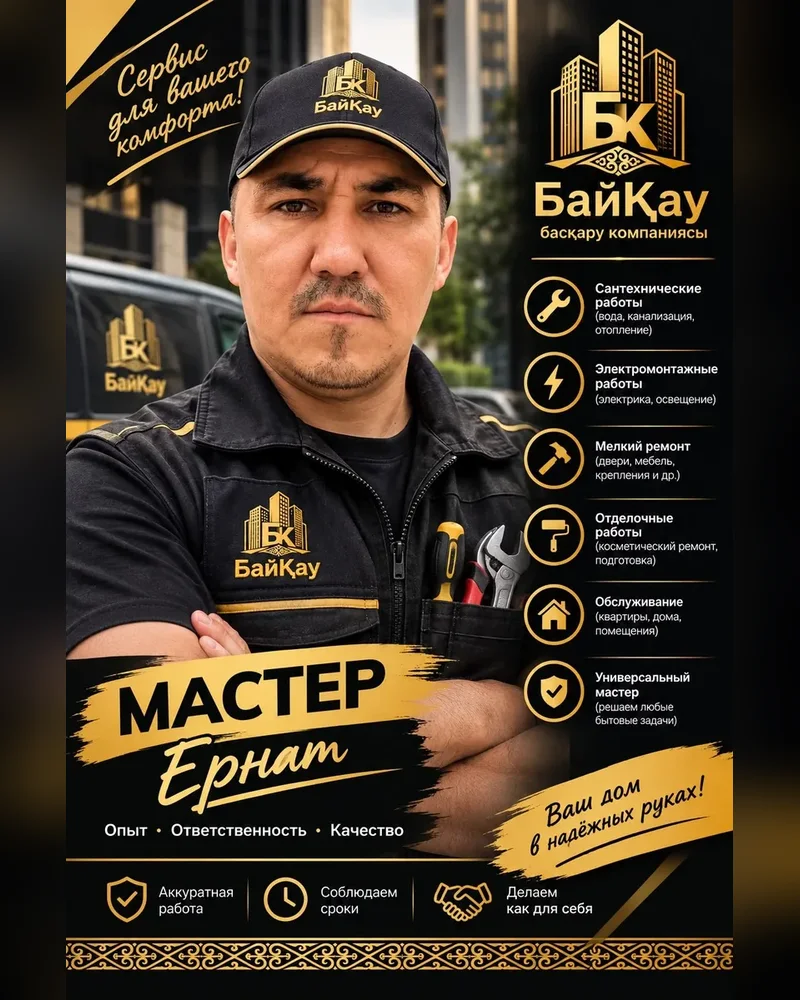 Сервис
для вашего
комфорта!
БК
БайҚау
БК
БайҚау
басқару компаниясы
БК
БайҚау
БК
БайҚау
Сантехнические
работы
(вода, канализация,
отопление)
Электромонтажные
работы
(электрика, освещение)
Мелкий ремонт
(двери, мебель,
крепления и др.)
Отделочные
работы
(косметический ремонт,
подготовка)
Обслуживание
(квартиры, дома,
помещения)
Универсальный
мастер
(решаем любые
бытовые задачи)
МАСТЕР
Ернат
Опыт • Ответственность • Качество
Ваш дом
в надёжных руках!
Аккуратная
работа
Соблюдаем
сроки
Делаем
как для себя